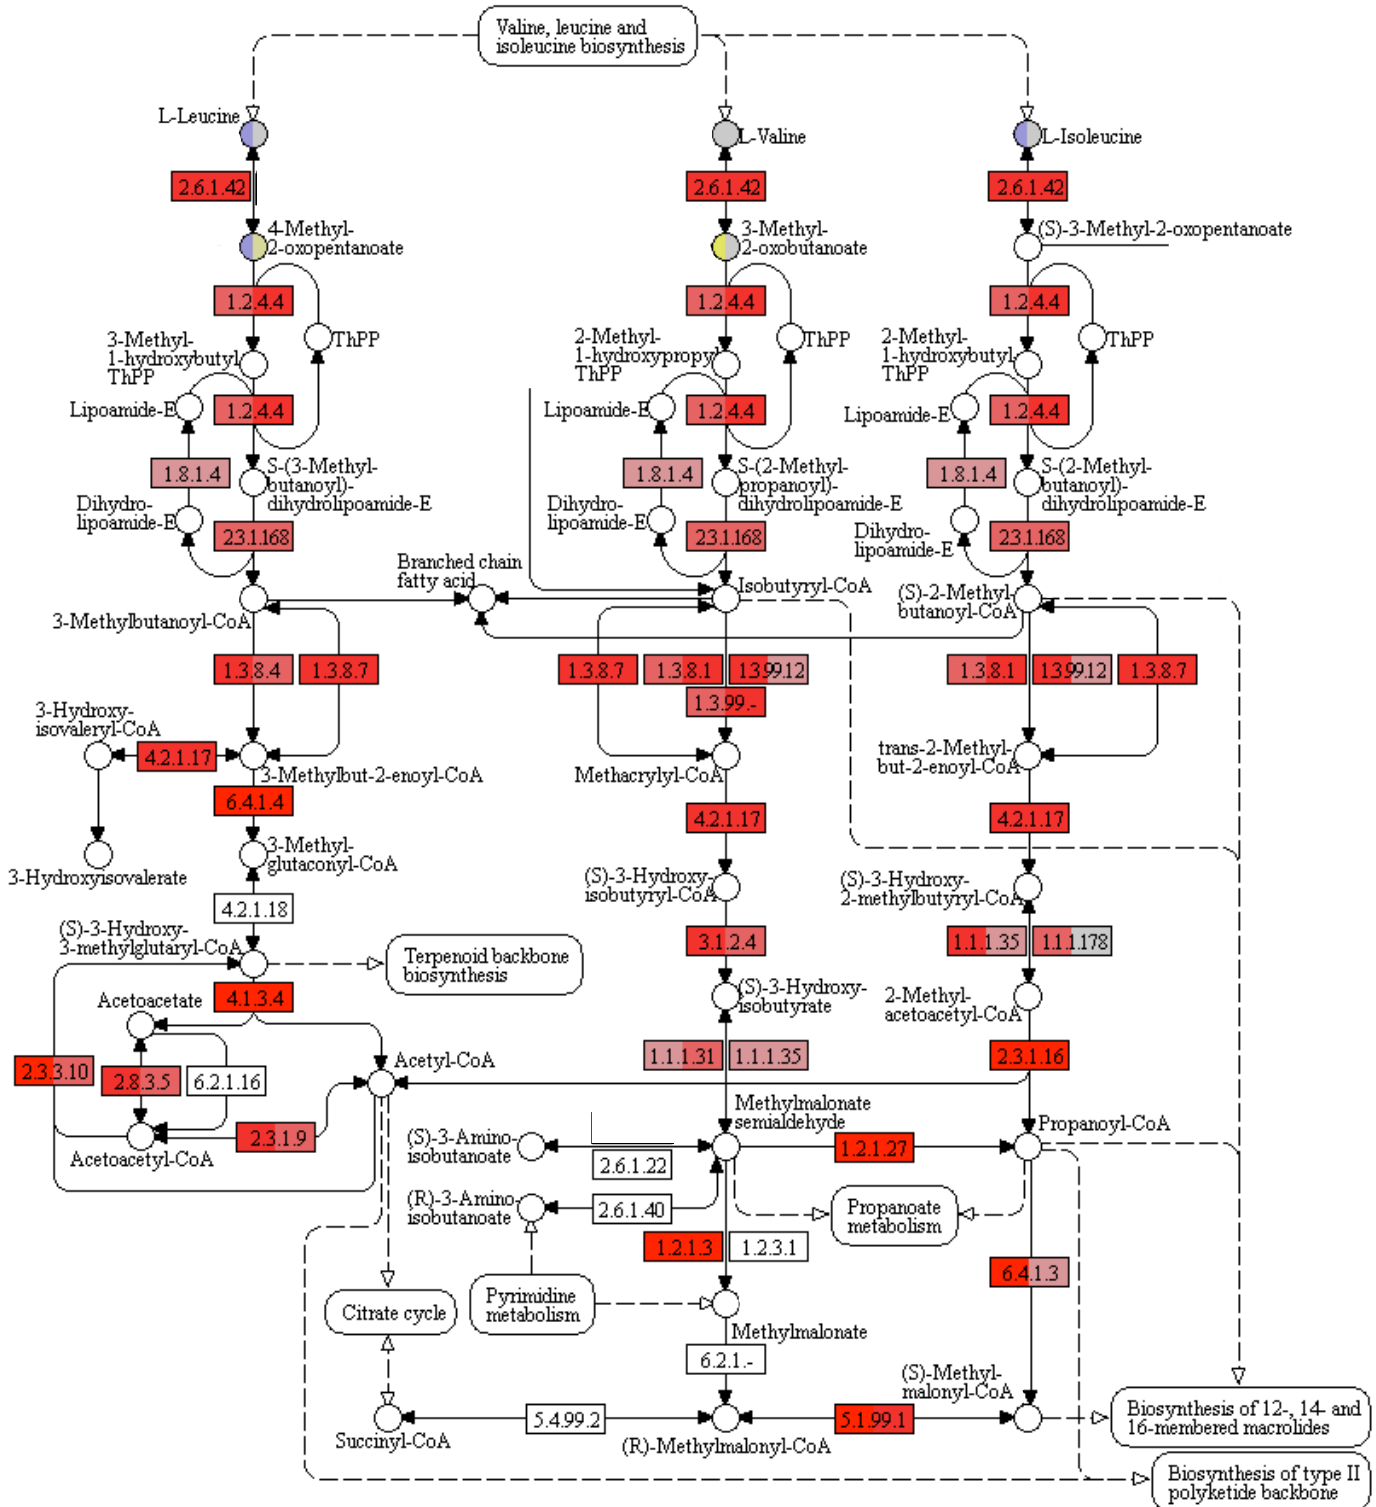 Valine, leucine and
isoleucine biosynthesis
L-Leucine
L-Valine
L-Isoleucine
2.6.1.42
2.6.1.42
2.6.1.42
4-Methyl-
2-oxopentanoate
3-Methyl-
2-oxobutanoate
(S)-3-Methyl-2-oxopentanoate
1.2.4.4
1.2.4.4
1.2.4.4
3-Methyl-
1-hydroxybutyl-
ThPP
ThPP
2-Methyl-
1-hydroxypropyl-
ThPP
ThPP
2-Methyl-
1-hydroxybutyl-
ThPP
ThPP
Lipoamide-E
1.2.4.4
Lipoamide-E
1.2.4.4
Lipoamide-E
1.2.4.4
1.8.1.4
S-(3-Methyl-
butanoyl)-
dihydrolipoamide-E
1.8.1.4
S-(2-Methyl-
propanoyl)-
dihydrolipoamide-E
1.8.1.4
S-(2-Methyl-
butanoyl)-
dihydrolipoamide-E
Dihydro-
lipoamide-E
2.3.1.168
Dihydro-
lipoamide-E
2.3.1.168
Dihydro-
lipoamide-E
2.3.1.168
Branched chain
fatty acid
Isobutyryl-CoA
(S)-2-Methyl-
butanoyl-CoA
3-Methylbutanoyl-CoA
1.3.8.4
1.3.8.7
1.3.8.7
1.3.8.1
1.3.99.12
1.3.99.-
1.3.8.1
1.3.99.12
1.3.8.7
3-Hydroxy-
isovaleryl-CoA
4.2.1.17
3-Methylbut-2-enoyl-CoA
Methacrylyl-CoA
trans-2-Methyl-
but-2-enoyl-CoA
6.4.1.4
4.2.1.17
4.2.1.17
3-Methyl-
glutaconyl-CoA
3-Hydroxyisovalerate
(S)-3-Hydroxy-
isobutyryl-CoA
(S)-3-Hydroxy-
2-methylbutyryl-CoA
4.2.1.18
(S)-3-Hydroxy-
3-methylglutaryl-CoA
Terpenoid backbone
biosynthesis
3.1.2.4
1.1.1.35
1.1.1.178
4.1.3.4
Acetoacetate
(S)-3-Hydroxy-
isobutyrate
2-Methyl-
acetoacetyl-CoA
2.3.3.10
2.8.3.5
6.2.1.16
Acetyl-CoA
1.1.1.31
1.1.1.35
2.3.1.16
2.3.1.9
Acetoacetyl-CoA
Methylmalonate
semialdehyde
Propanoyl-CoA
(S)-3-Amino-
isobutanoate
2.6.1.22
1.2.1.27
(R)-3-Amino-
isobutanoate
2.6.1.40
Propanoate
metabolism
1.2.1.3
1.2.3.1
6.4.1.3
Pyrimidine
metabolism
Citrate cycle
Methylmalonate
6.2.1.-
(S)-Methyl-
malonyl-CoA
Succinyl-CoA
5.4.99.2
(R)-Methylmalonyl-CoA
5.1.99.1
Biosynthesis of 12-, 14- and
16-membered macrolides
Biosynthesis of type II
polyketide backbone